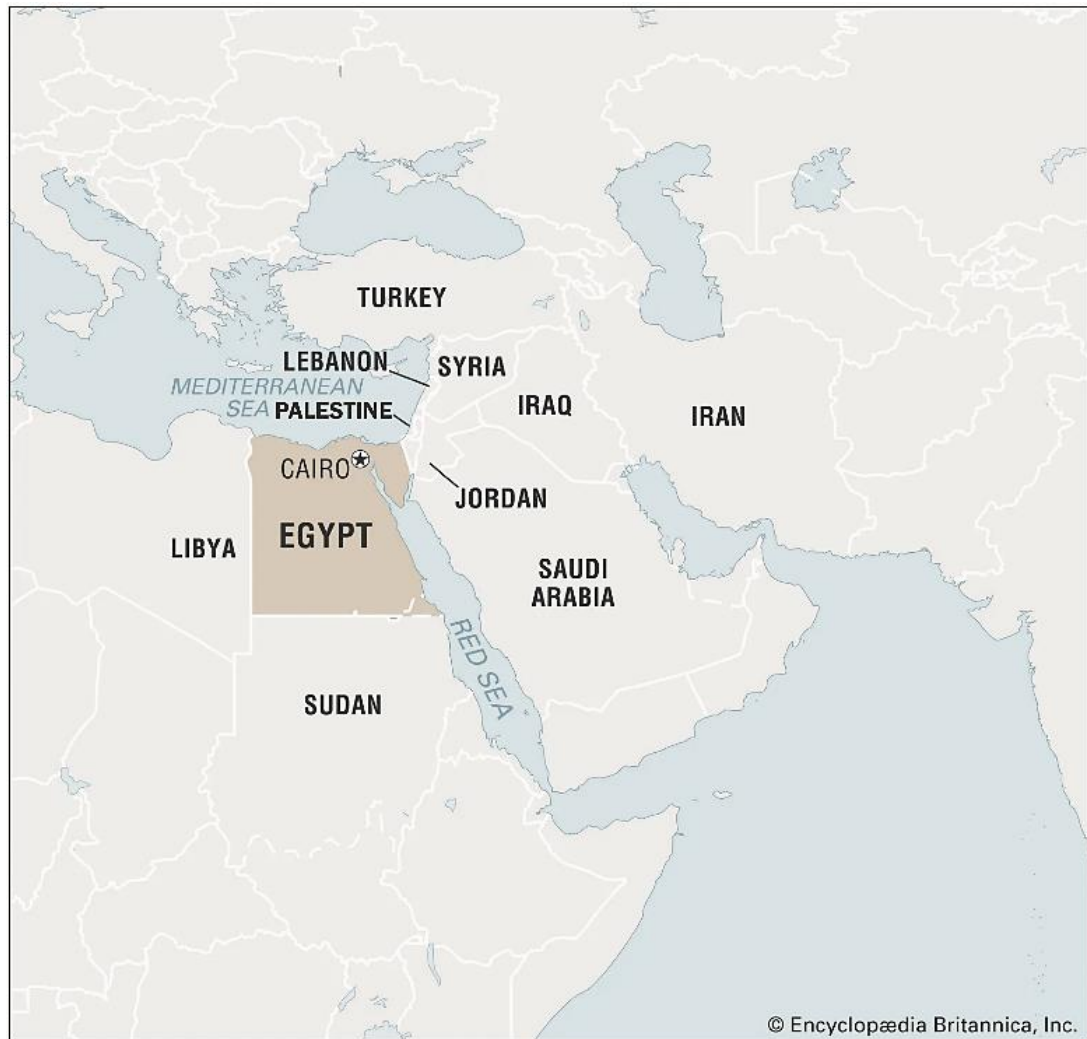 TURKEY
LEBANON
SYRIA
MEDITERRANEAN
SEA
PALESTINE
IRAQ
IRAN
CAIRO
JORDAN
EGYPT
LIBYA
SAUDI
ARABIA
RED SEA
SUDAN
© Encyclopædia Britannica, Inc.